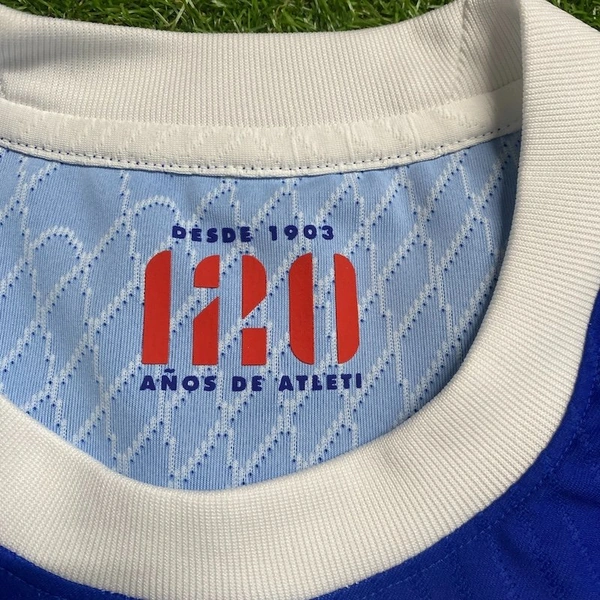 DESDE 1903
120
AÑOS DE ATLETI